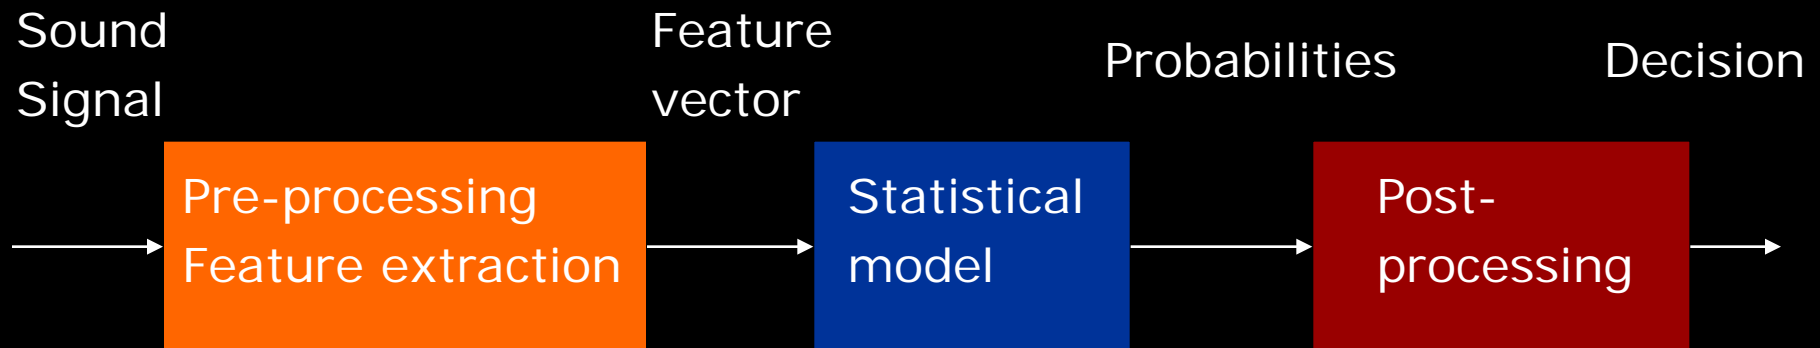 Sound
Signal
Feature
vector
Probabilities
Decision
Pre-processing
Feature extraction
Statistical
model
Post-
processing